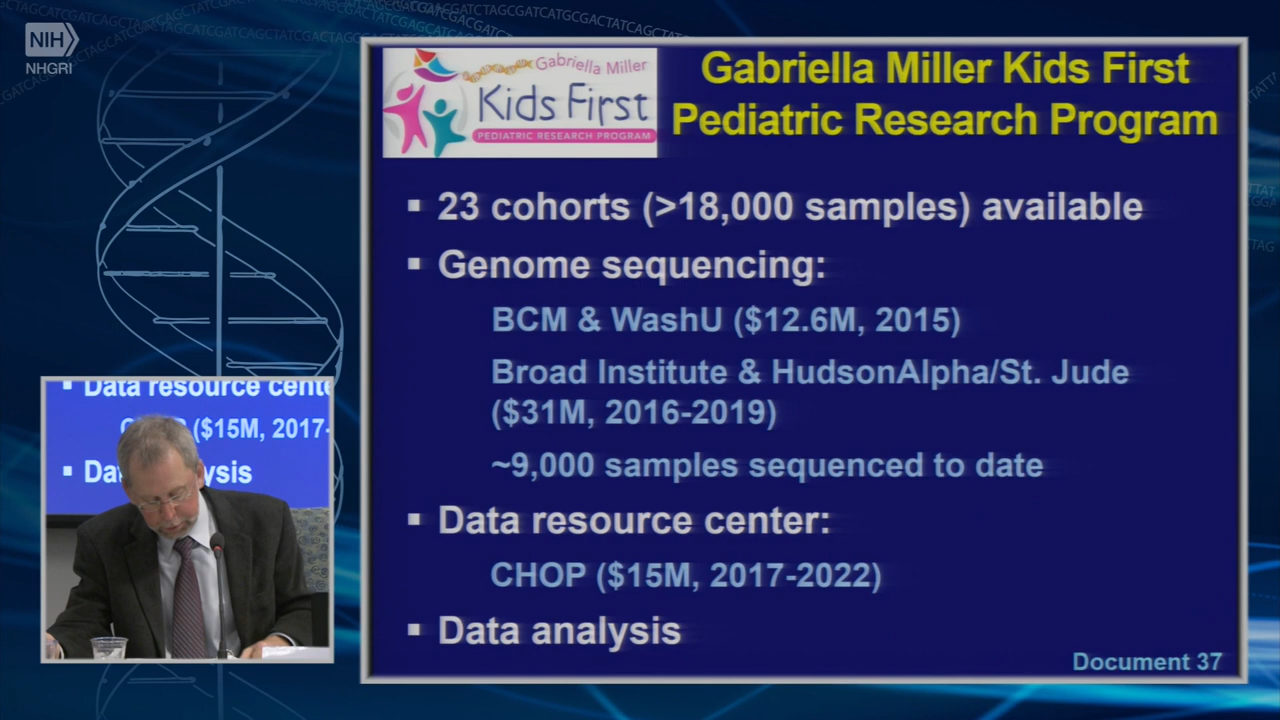 NIH
NHGRI
Gabriella Miller
Kids First
PEDIATRIC RESEARCH PROGRAM
Gabriella Miller Kids First
Pediatric Research Program
▪ 23 cohorts (>18,000 samples) available
▪ Genome sequencing:
BCM & WashU ($12.6M, 2015)
Broad Institute & HudsonAlpha/St. Jude
($31M, 2016-2019)
~9,000 samples sequenced to date
▪ Data resource center:
CHOP ($15M, 2017-2022)
▪ Data analysis
Document 37
▪ Data resource cente
($15M, 2017-